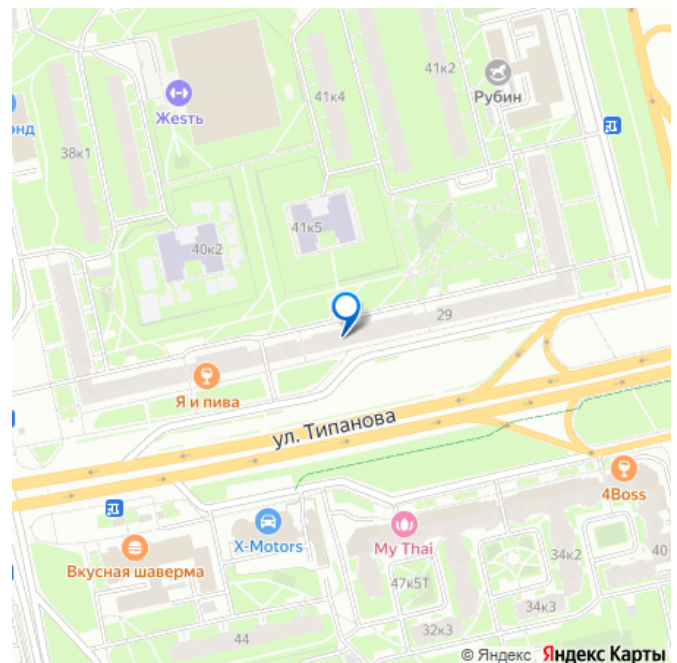 41к2
Рубин
41к4
Жесть
онд
38к1
41к5
40к2
29
Я и пива
ул. Типанова
4Boss
X-Motors
My Thai
34к2
40
Вкусная шаверма
47к5Т
34к3
32к3
44
© Яндекс Яндекс Карты